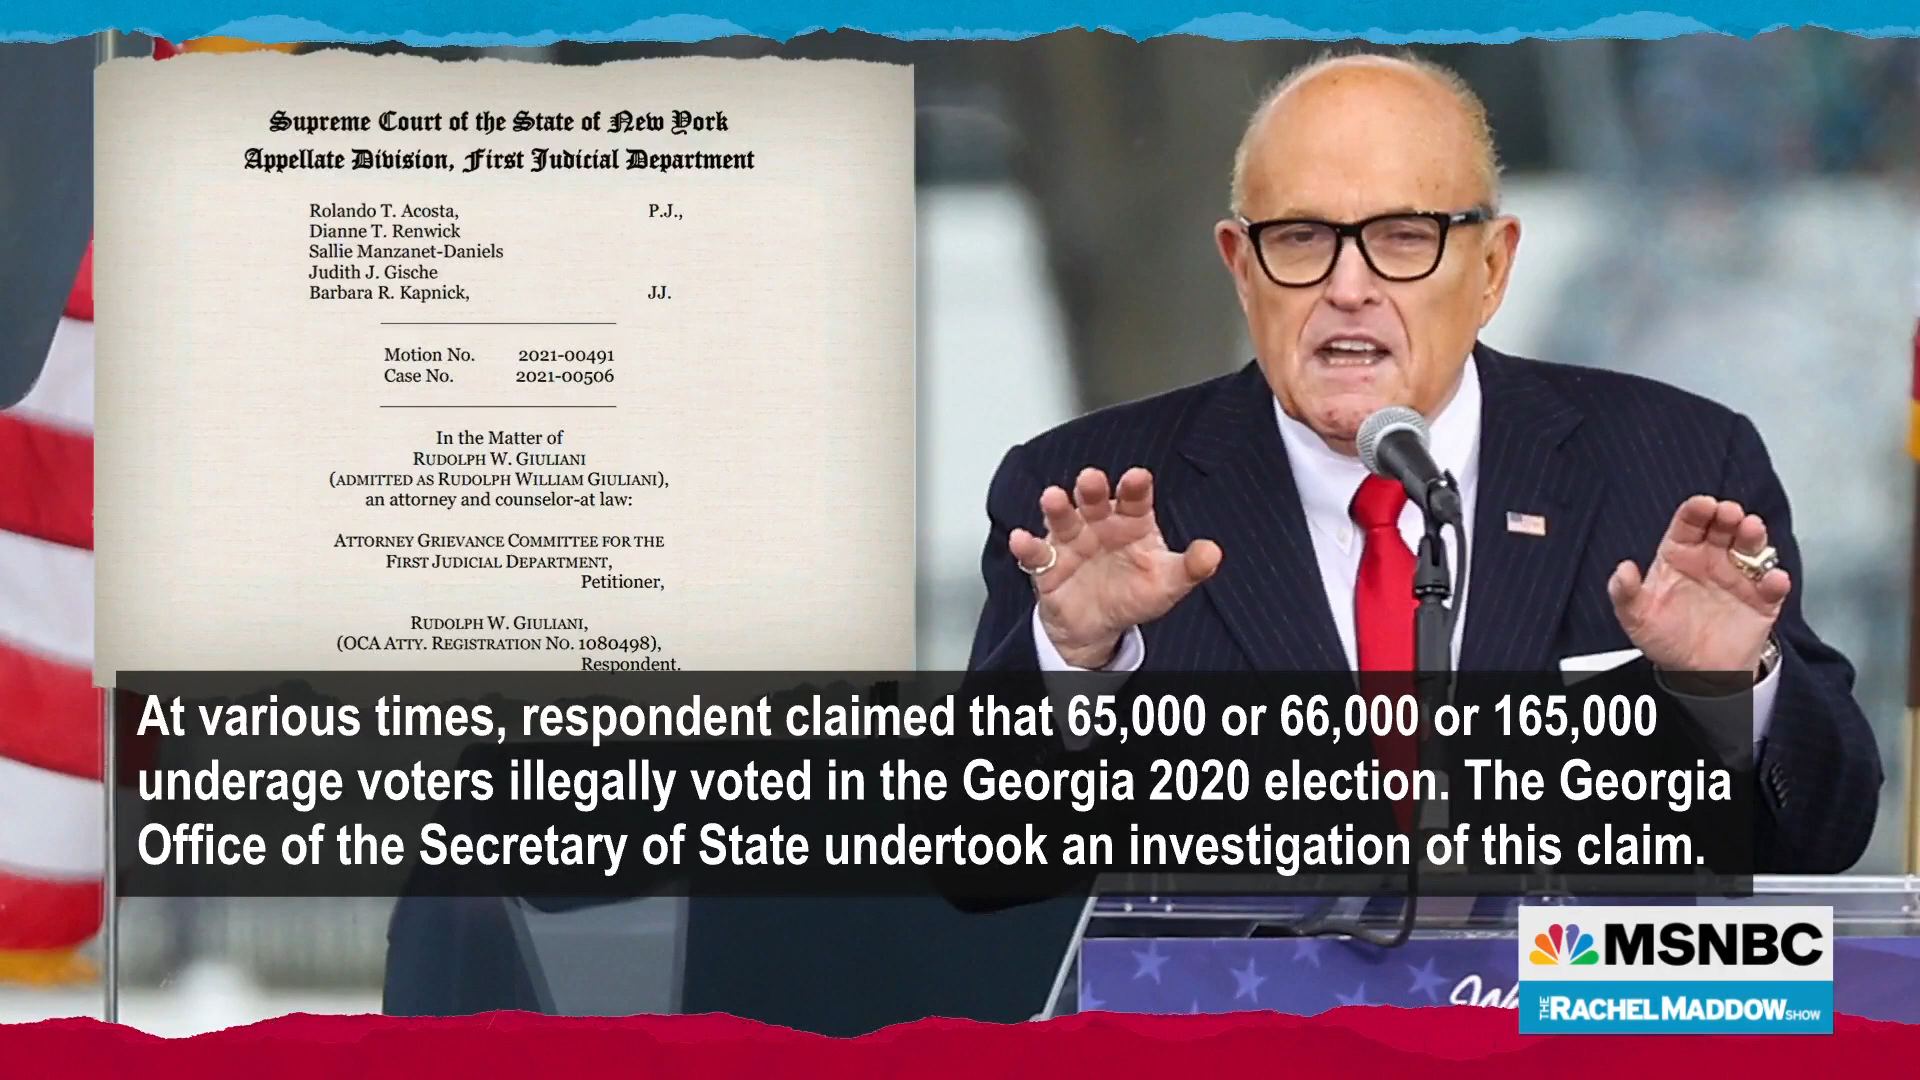 Supreme Court of the State of New York
Appellate Division, First Judicial Department
Rolando T. Acosta, P.J.,
Dianne T. Renwick
Sallie Manzanet-Daniels
Judith J. Gische
Barbara R. Kapnick, JJ.
Motion No. 2021-00491
Case No. 2021-00506
In the Matter of
RUDOLPH W. GIULIANI
(ADMITTED AS RUDOLPH WILLIAM GIULIANI),
an attorney and counselor-at law:
ATTORNEY GRIEVANCE COMMITTEE FOR THE
FIRST JUDICIAL DEPARTMENT,
Petitioner,
RUDOLPH W. GIULIANI,
(OCA ATTY. REGISTRATION NO. 1080498),
Respondent.
At various times, respondent claimed that 65,000 or 66,000 or 165,000
underage voters illegally voted in the Georgia 2020 election. The Georgia
Office of the Secretary of State undertook an investigation of this claim.
MSNBC
THE RACHEL MADDOW SHOW